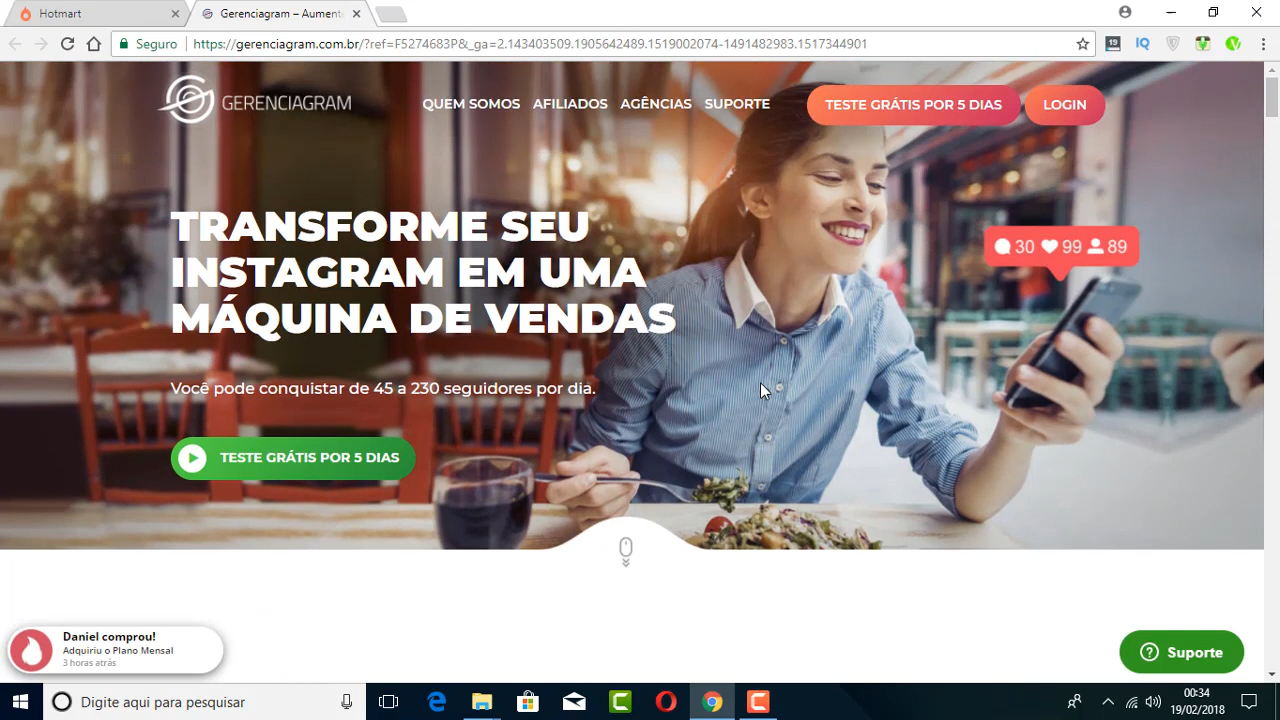 Hotmart
Gerenciagram – Aument
Seguro
https://gerenciagram.com.br/?ref=F5274683P&_ga=2.143403509.1905642489.1519002074-1491482983.1517344901
19
IQ
GERENCIAGRAM
QUEM SOMOS AFILIADOS AGÊNCIAS SUPORTE
TESTE GRÁTIS POR 5 DIAS
LOGIN
TRANSFORME SEU
INSTAGRAM EM UMA
MÁQUINA DE VENDAS
30 99 89
Você pode conquistar de 45 a 230 seguidores por dia.
TESTE GRÁTIS POR 5 DIAS
Daniel comprou!
Adquiriu o Plano Mensal
3 horas atrás
Suporte
Digite aqui para pesquisar
00:34
19/02/2018